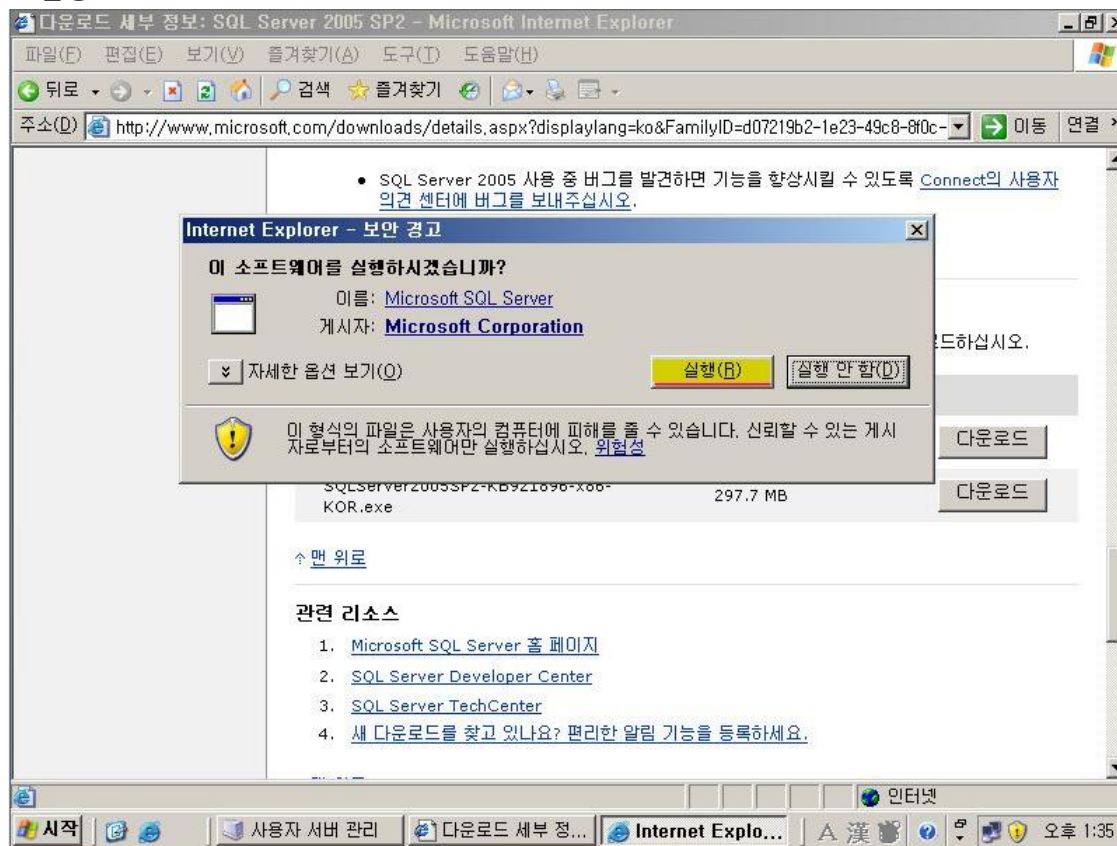 다운로드 세부 정보: SQL Server 2005 SP2 - Microsoft Internet Explorer
파일(F) 편집(E) 보기(V) 즐겨찾기(A) 도구(T) 도움말(H)
뒤로 검색 즐겨찾기
주소(D) http://www.microsoft.com/downloads/details.aspx?displaylang=ko&FamilyID=d07219b2-1e23-49c8-8f0c- 이동 연결 »
• SQL Server 2005 사용 중 버그를 발견하면 기능을 향상시킬 수 있도록 Connect의 사용자
의견 센터에 버그를 보내주십시오.
Internet Explorer - 보안 경고
이 소프트웨어를 실행하시겠습니까?
이름: Microsoft SQL Server
게시자: Microsoft Corporation
드하십시오.
자세한 옵션 보기(O) 실행(R) 실행 안 함(D)
이 형식의 파일은 사용자의 컴퓨터에 피해를 줄 수 있습니다. 신뢰할 수 있는 게시
자로부터의 소프트웨어만 실행하십시오. 위험성
다운로드
SQLServer2005SP2-KB921896-x86-
KOR.exe 297.7 MB 다운로드
맨 위로
관련 리소스
1. Microsoft SQL Server 홈 페이지
2. SQL Server Developer Center
3. SQL Server TechCenter
4. 새 다운로드를 찾고 있나요? 편리한 알림 기능을 등록하세요.
인터넷
시작 사용자 서버 관리 다운로드 세부 정... Internet Explo... A 漢 오후 1:35